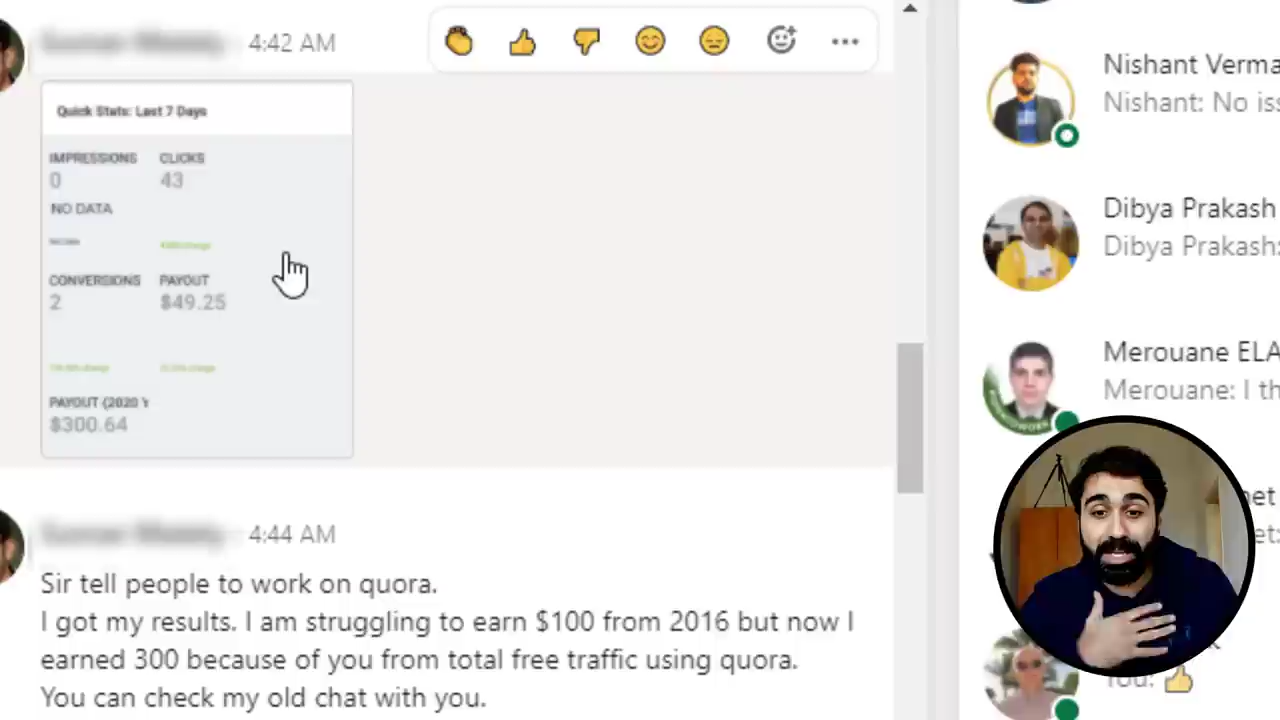 4:42 AM
Quick Stats: Last 7 Days
IMPRESSIONS CLICKS
0 43
NO DATA
CONVERSIONS PAYOUT
2 $49.25
PAYOUT (2020 Y
$300.64
4:44 AM
Sir tell people to work on quora.
I got my results. I am struggling to earn $100 from 2016 but now I
earned 300 because of you from total free traffic using quora.
You can check my old chat with you.
Nishant Verma
Nishant: No iss
Dibya Prakash
Dibya Prakash:
Merouane ELA
Merouane: I th
et
et:
You: